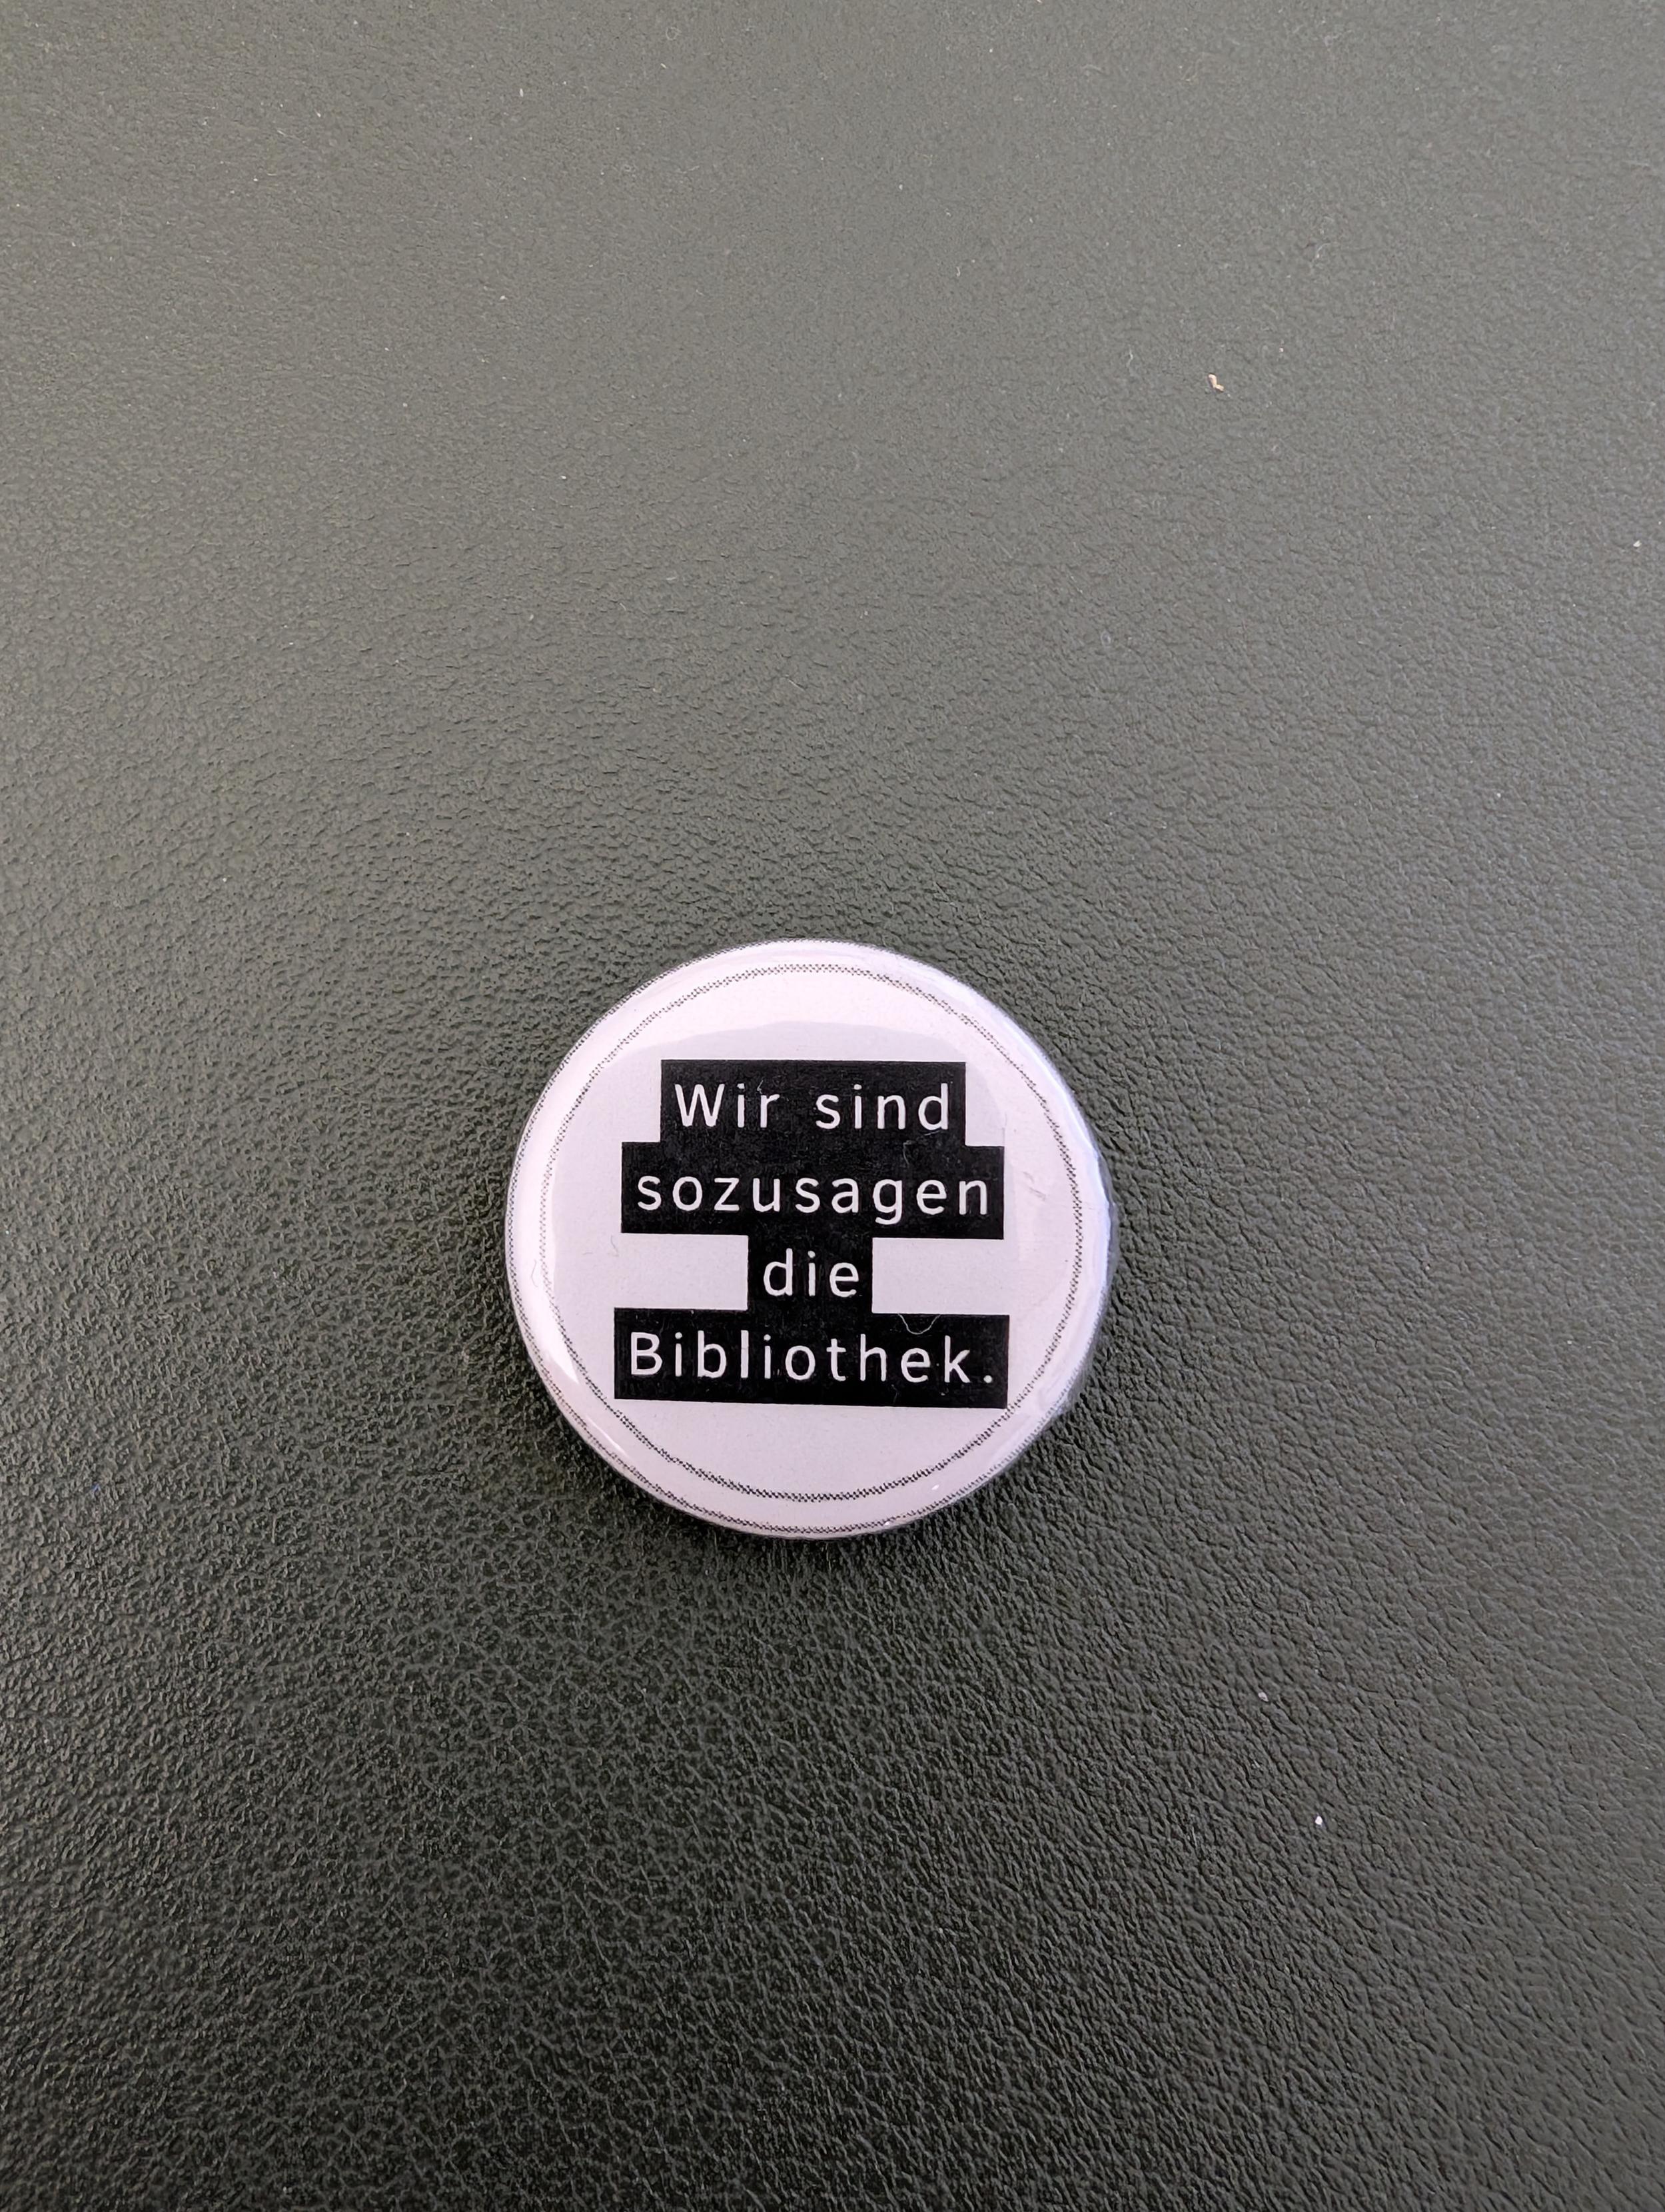 Wir sind
sozusagen
die
Bibliothek.